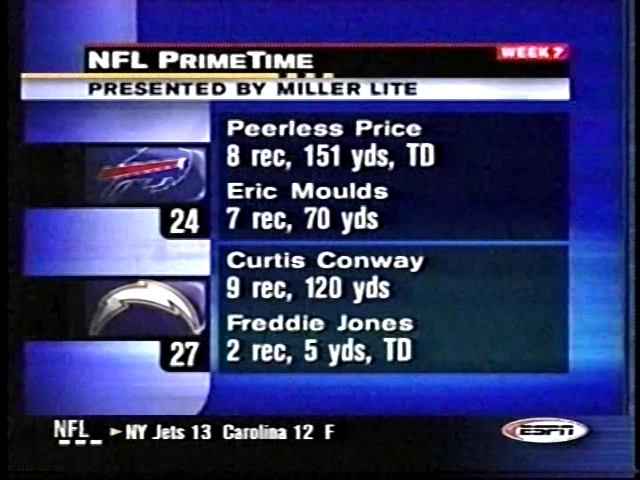 NFL PRIMETIME
WEEK 7
PRESENTED BY MILLER LITE
Peerless Price
8 rec, 151 yds, TD
Eric Moulds
7 rec, 70 yds
24
Curtis Conway
9 rec, 120 yds
Freddie Jones
2 rec, 5 yds, TD
27
NFL NY Jets 13 Carolina 12 F
ESPN